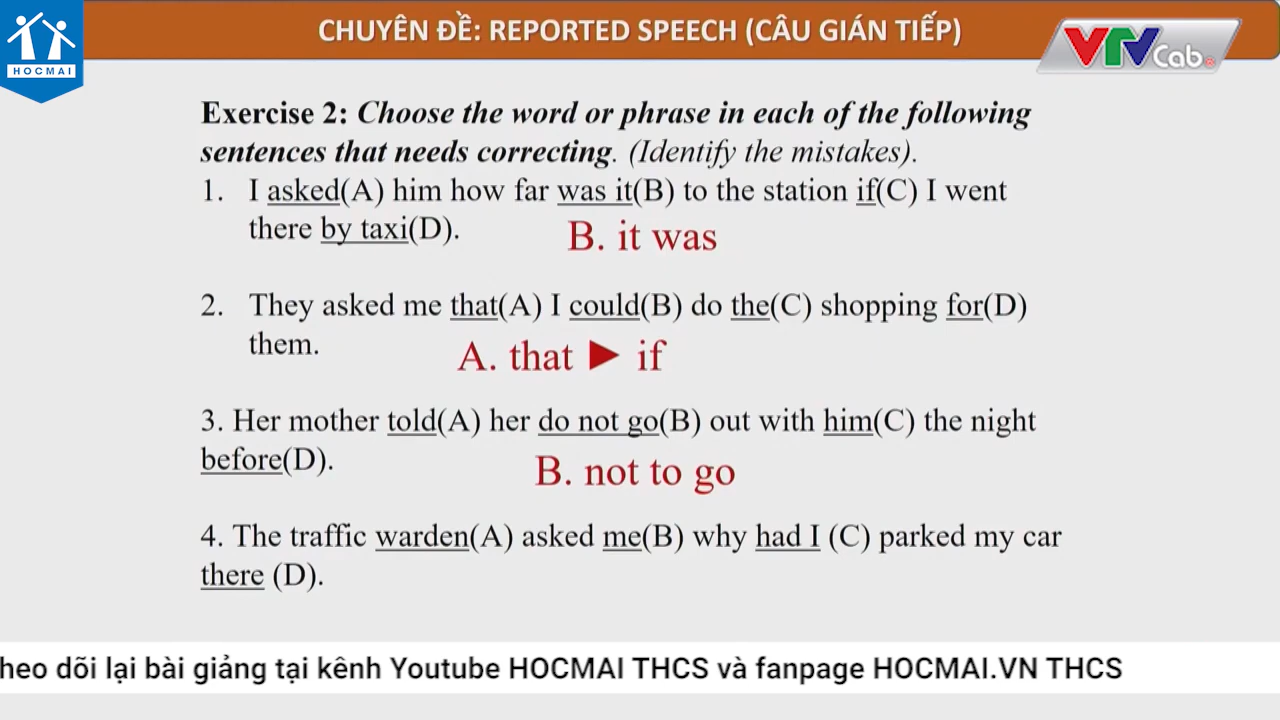 CHUYÊN ĐỀ: REPORTED SPEECH (CÂU GIÁN TIẾP)
HOCMAI
VTVCab
Exercise 2: Choose the word or phrase in each of the following
sentences that needs correcting. (Identify the mistakes).
1. I asked(A) him how far was it(B) to the station if(C) I went
there by taxi(D).
B. it was
2. They asked me that(A) I could(B) do the(C) shopping for(D)
them.
A. that ► if
3. Her mother told(A) her do not go(B) out with him(C) the night
before(D).
B. not to go
4. The traffic warden(A) asked me(B) why had I (C) parked my car
there (D).
heo dõi lại bài giảng tại kênh Youtube HOCMAI THCS và fanpage HOCMAI.VN THCS